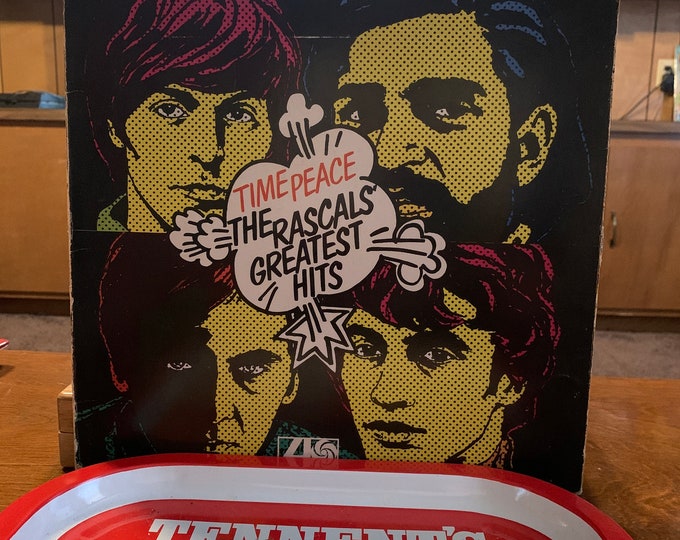 TIME PEACE
THE RASCALS'
GREATEST
HITS
TENNENT'S